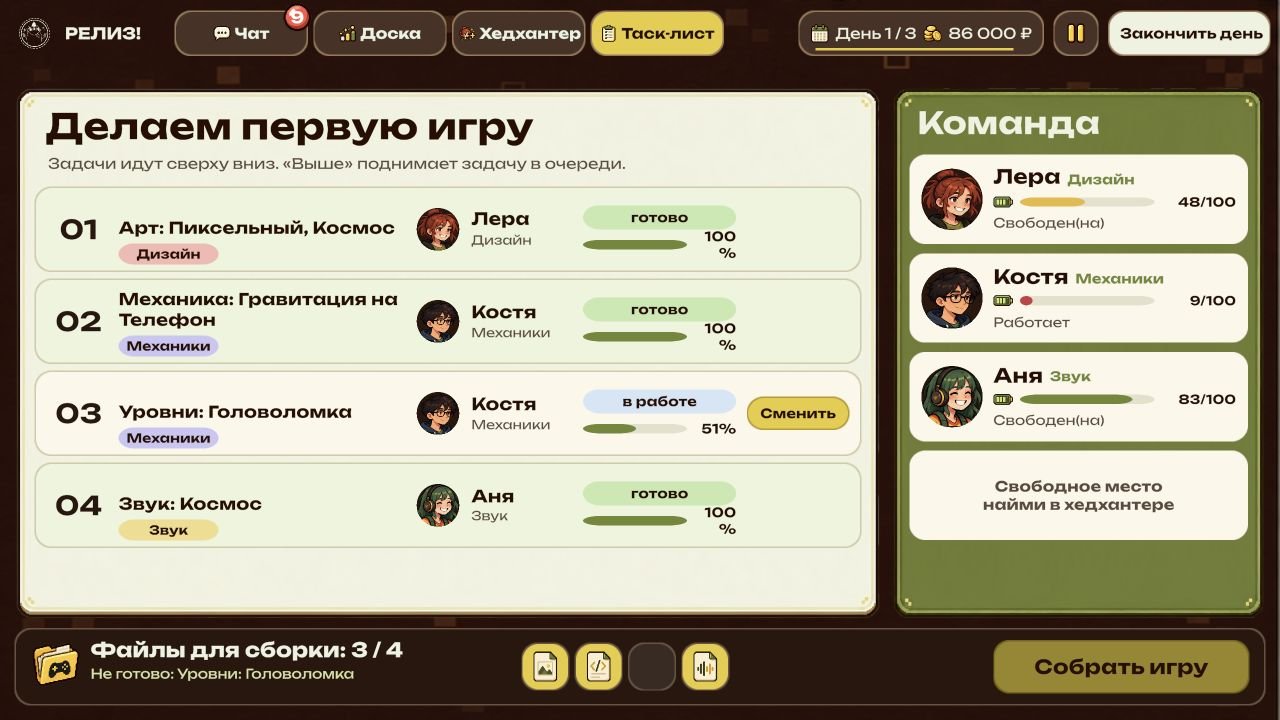 РЕЛИЗ!
Чат
9
Доска
Хедхантер
Таск-лист
День 1 / 3
86 000 ₽
Закончить день
Делаем первую игру
Задачи идут сверху вниз. «Выше» поднимает задачу в очереди.
01
Арт: Пиксельный, Космос
Дизайн
Лера
Дизайн
готово
100
%
02
Механика: Гравитация на
Телефон
Механики
Костя
Механики
готово
100
%
03
Уровни: Головоломка
Механики
Костя
Механики
в работе
51%
Сменить
04
Звук: Космос
Звук
Аня
Звук
готово
100
%
Команда
Лера Дизайн
48/100
Свободен(на)
Костя Механики
9/100
Работает
Аня Звук
83/100
Свободен(на)
Свободное место
найми в хедхантере
Файлы для сборки: 3 / 4
Не готово: Уровни: Головоломка
Собрать игру